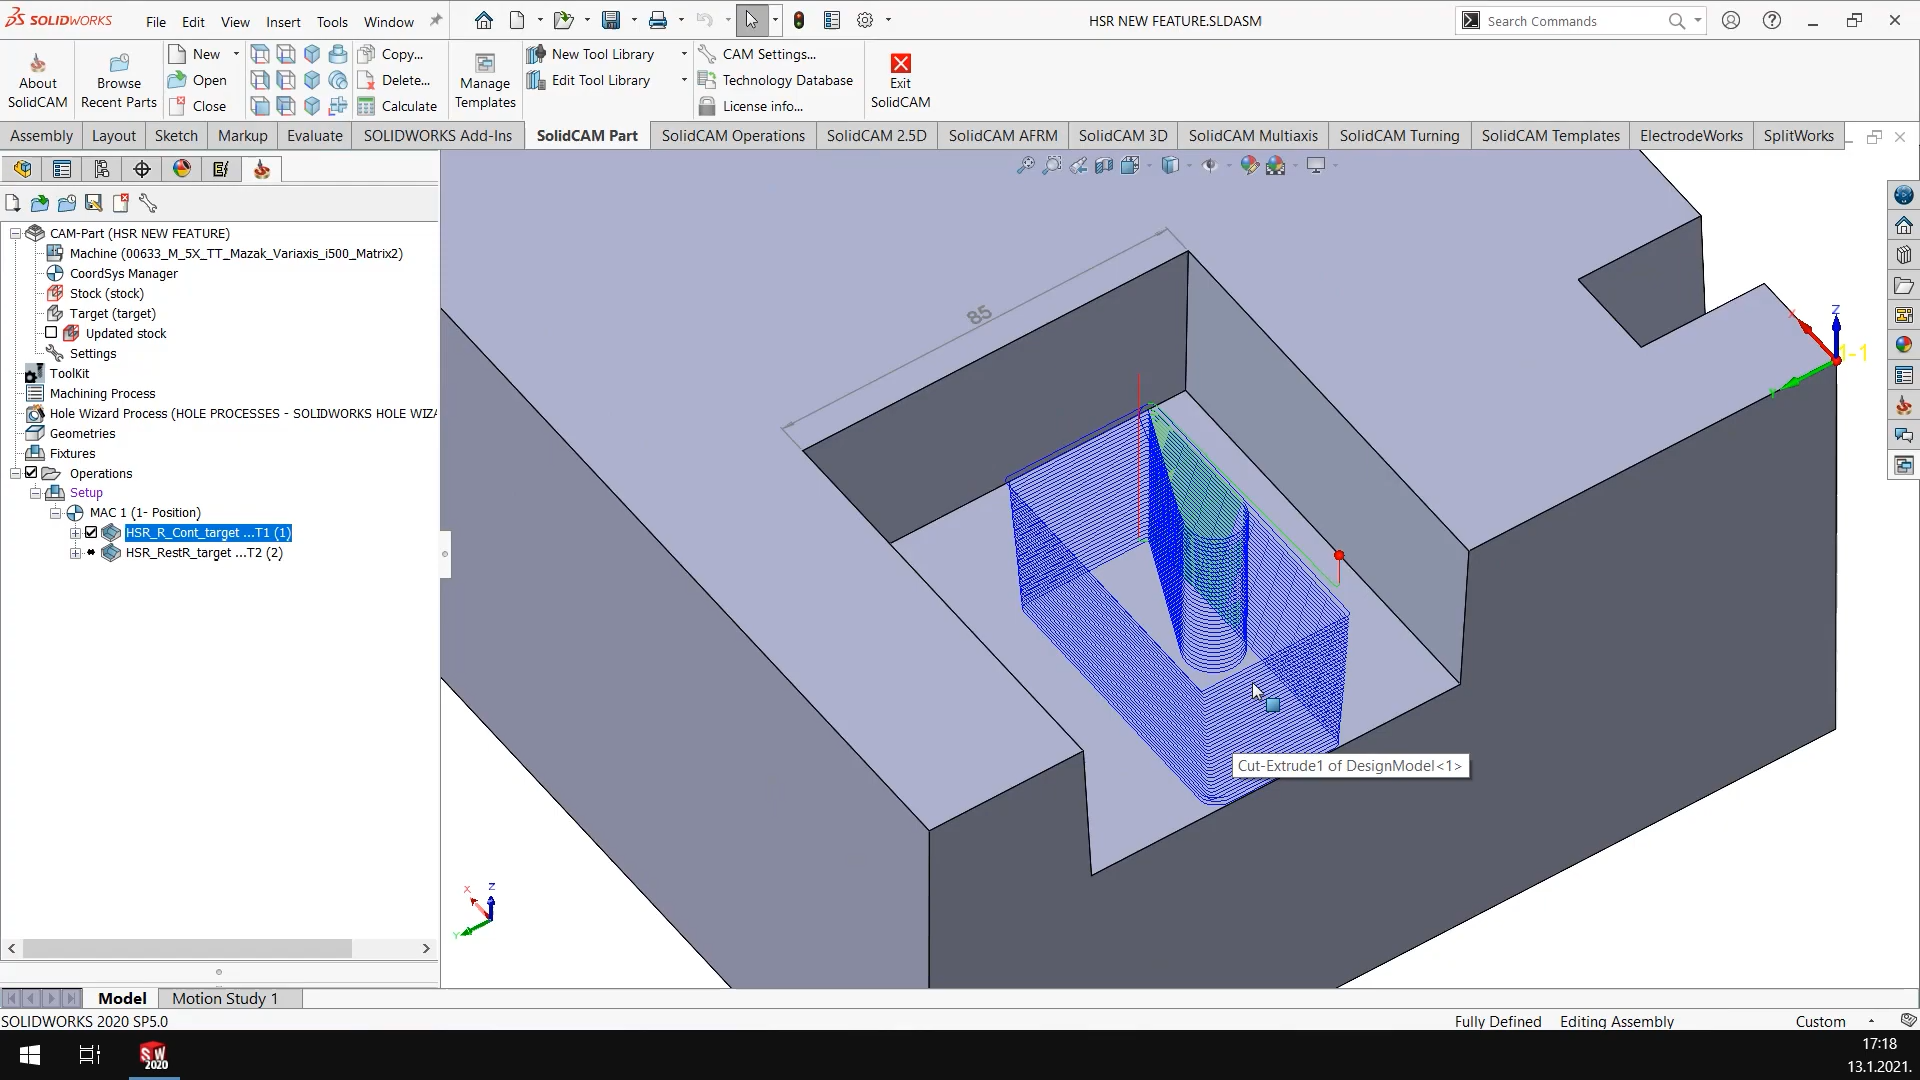 SOLIDWORKS
File Edit View Insert Tools Window
HSR NEW FEATURE.SLDASM
Search Commands
About SolidCAM
Browse Recent Parts
New
Open
Close
Copy...
Delete...
Calculate
Manage Templates
New Tool Library
Edit Tool Library
CAM Settings...
Technology Database
License info...
Exit SolidCAM
Assembly Layout Sketch Markup Evaluate SOLIDWORKS Add-Ins SolidCAM Part SolidCAM Operations SolidCAM 2.5D SolidCAM AFRM SolidCAM 3D SolidCAM Multiaxis SolidCAM Turning SolidCAM Templates ElectrodeWorks SplitWorks
CAM-Part (HSR NEW FEATURE)
Machine (00633_M_5X_TT_Mazak_Variaxis_i500_Matrix2)
CoordSys Manager
Stock (stock)
Target (target)
Updated stock
Settings
ToolKit
Machining Process
Hole Wizard Process (HOLE PROCESSES - SOLIDWORKS HOLE WIZA
Geometries
Fixtures
Operations
Setup
MAC 1 (1- Position)
HSR_R_Cont_target ...T1 (1)
HSR_RestR_target ...T2 (2)
85
X
Z
1-1
Y
Cut-Extrude1 of DesignModel<1>
X
Z
Y
Model Motion Study 1
SOLIDWORKS 2020 SP5.0
Fully Defined Editing Assembly Custom
SW 2020
17:18
13.1.2021.